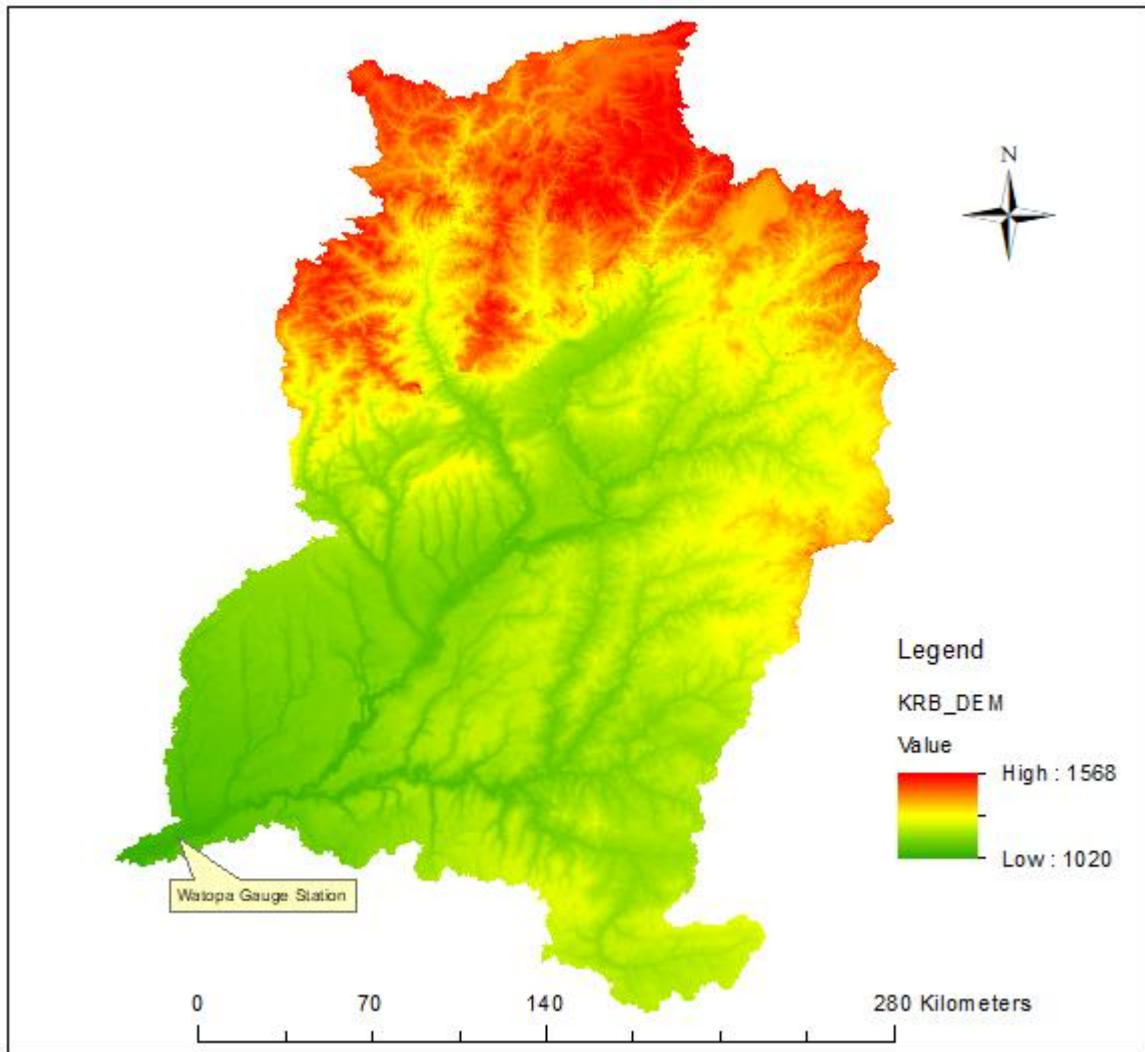 N
Legend
KRB_DEM
Value
High : 1568
Low : 1020
Watopa Gauge Station
0 70 140 280 Kilometers